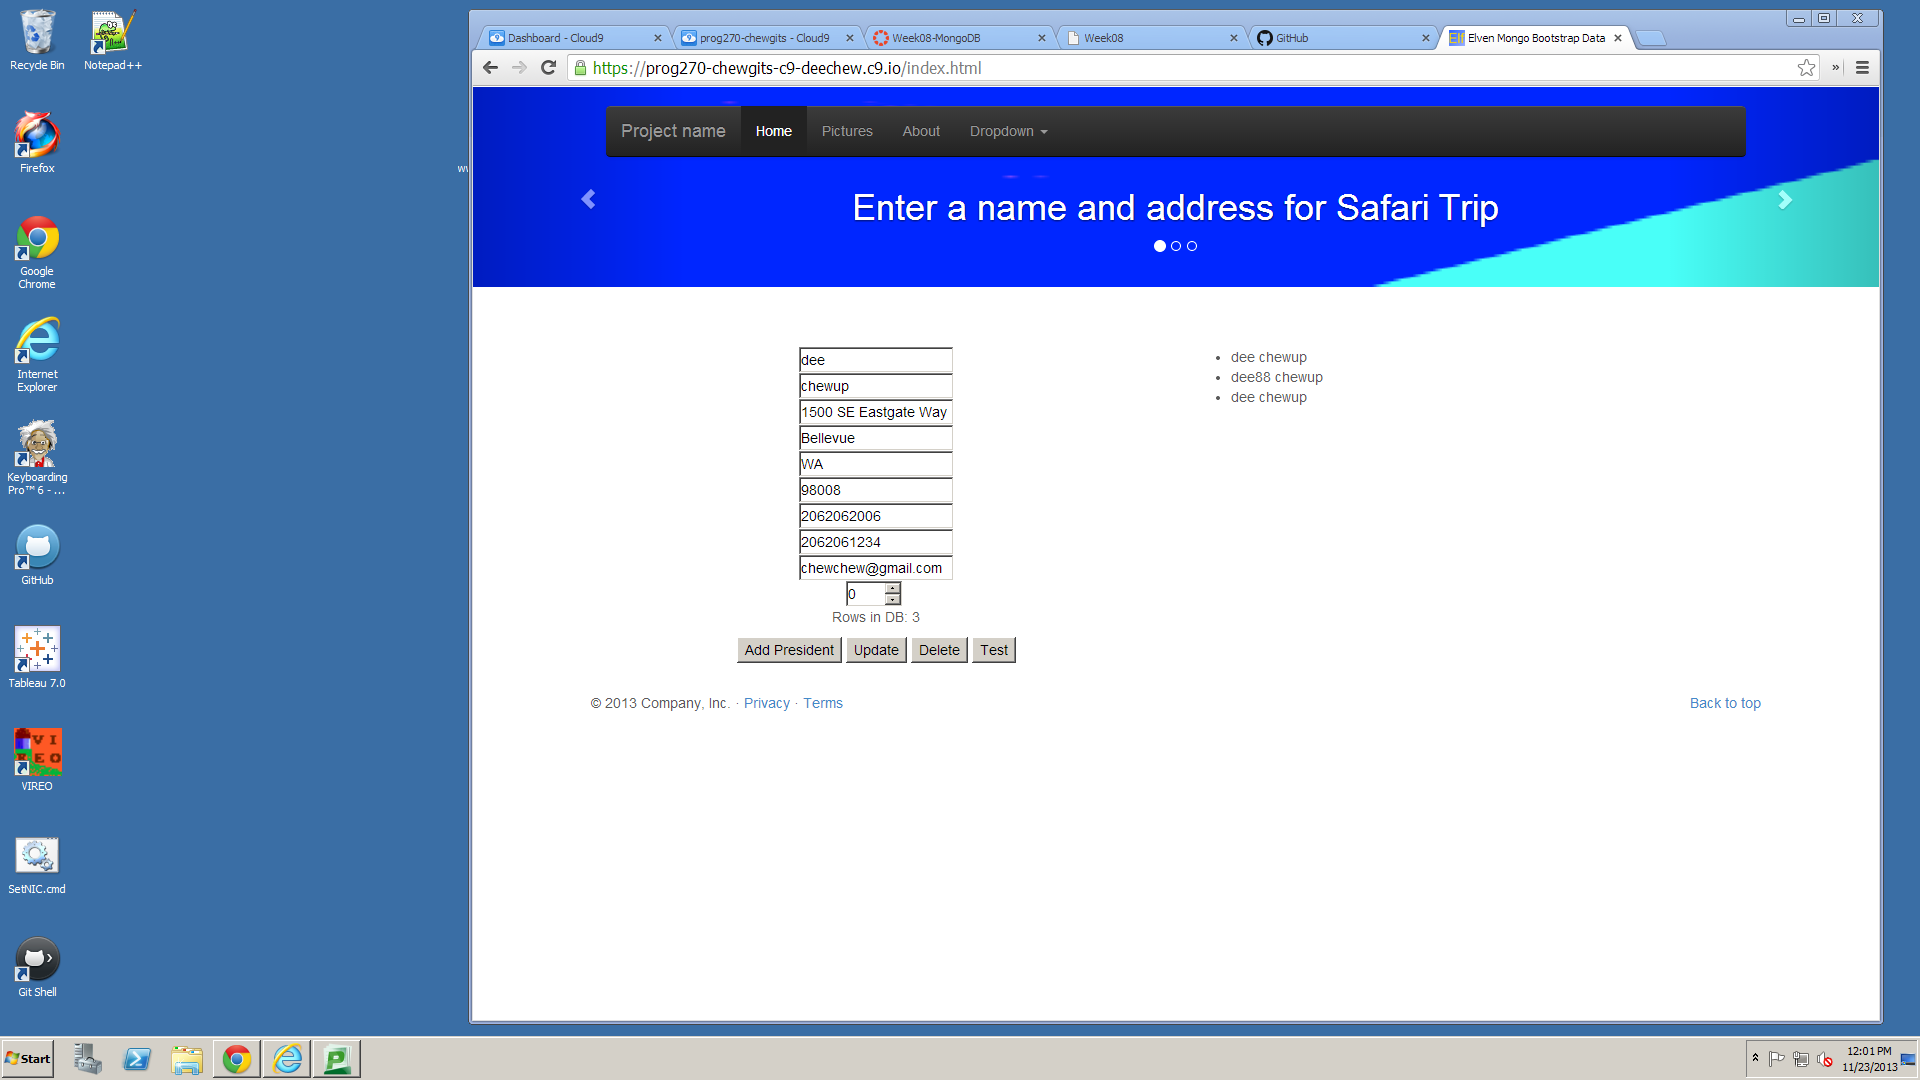 Recycle Bin
Notepad++
Firefox
Google
Chrome
Internet
Explorer
Keyboarding
Pro™ 6 - ...
GitHub
Tableau 7.0
VIREO
SetNIC.cmd
Git Shell
Dashboard - Cloud9
prog270-chewgits - Cloud9
Week08-MongoDB
Week08
GitHub
Elf
Elven Mongo Bootstrap Data
https://prog270-chewgits-c9-deechew.c9.io/index.html
Project name
Home
Pictures
About
Dropdown
Enter a name and address for Safari Trip
dee
chewup
1500 SE Eastgate Way
Bellevue
WA
98008
2062062006
2062061234
chewchew@gmail.com
0
Rows in DB: 3
Add President
Update
Delete
Test
dee chewup
dee88 chewup
dee chewup
© 2013 Company, Inc. · Privacy · Terms
Back to top
Start
12:01 PM
11/23/2013